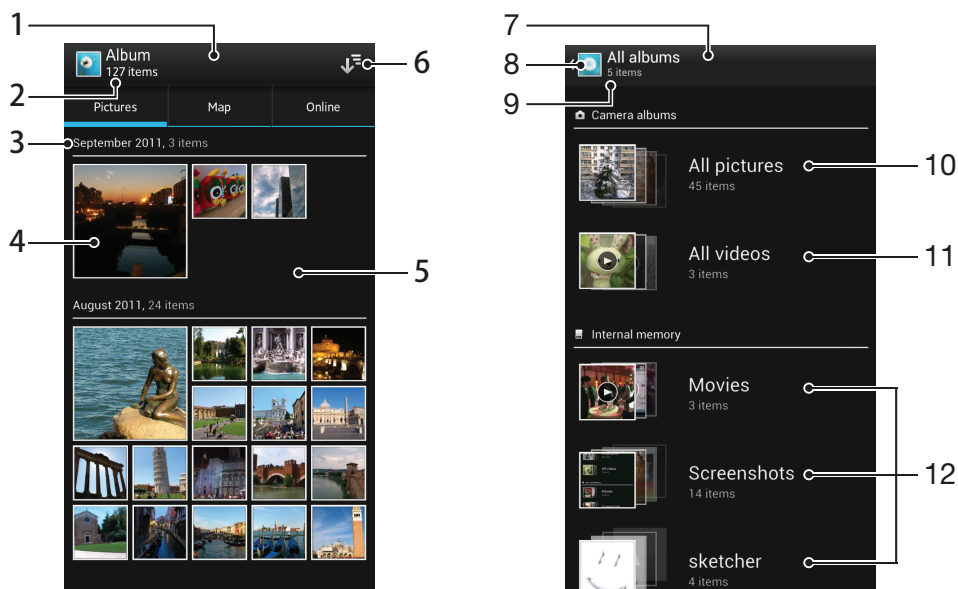 1
Album
127 items
6
2
Pictures Map Online
3
September 2011, 3 items
4
5
August 2011, 24 items
7
8
All albums
5 items
9
Camera albums
All pictures
45 items
10
All videos
3 items
11
Internal memory
Movies
3 items
Screenshots
14 items
12
sketcher
4 items